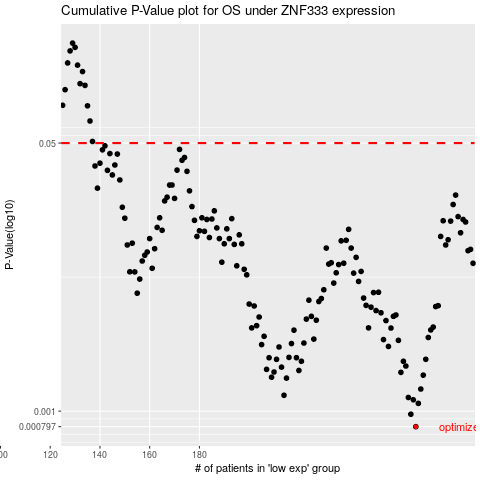 Cumulative P-Value plot for OS under ZNF333 expression
P-Value(log10)
0.05
0.001
0.000797
optimize
00
120
140
160
180
# of patients in 'low exp' group